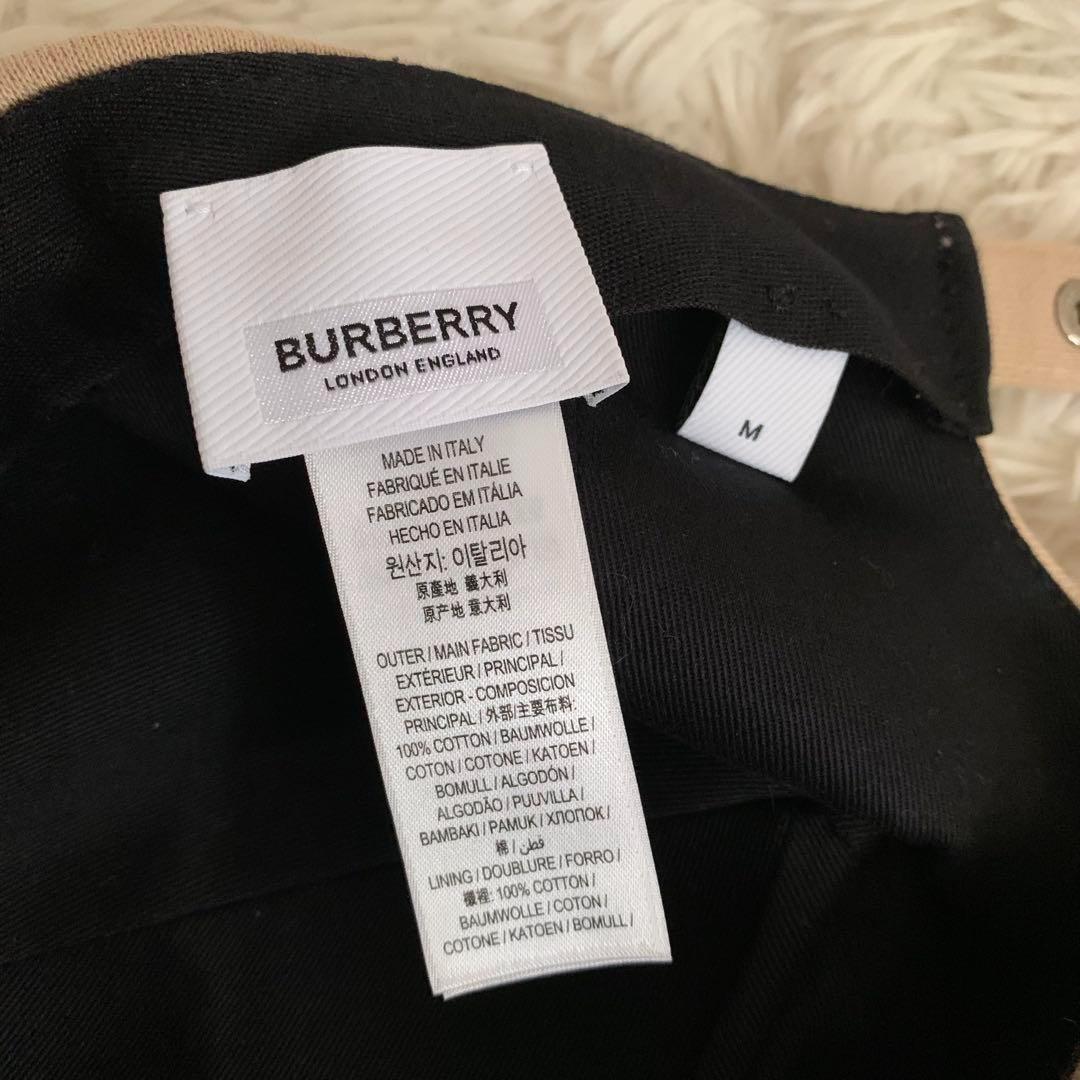 BURBERRY
LONDON ENGLAND
M
MADE IN ITALY
FABRIQUÉ EN ITALIE
FABRICADO EM ITÁLIA
HECHO EN ITALIA
원산지: 이탈리아
原產地 義大利
原产地 意大利
OUTER / MAIN FABRIC / TISSU
EXTÉRIEUR / PRINCIPAL /
EXTERIOR - COMPOSICION
PRINCIPAL / 外部/主要布料:
100% COTTON / BAUMWOLLE /
COTON / COTONE / KATOEN /
BOMULL / ALGODÓN /
ALGODÃO / PUUVILLA /
BAMBAKI / PAMUK / ХЛОПОК /
棉 / قطن /
LINING / DOUBLURE / FORRO /
襯裡: 100% COTTON /
BAUMWOLLE / COTON /
COTONE / KATOEN / BOMULL /